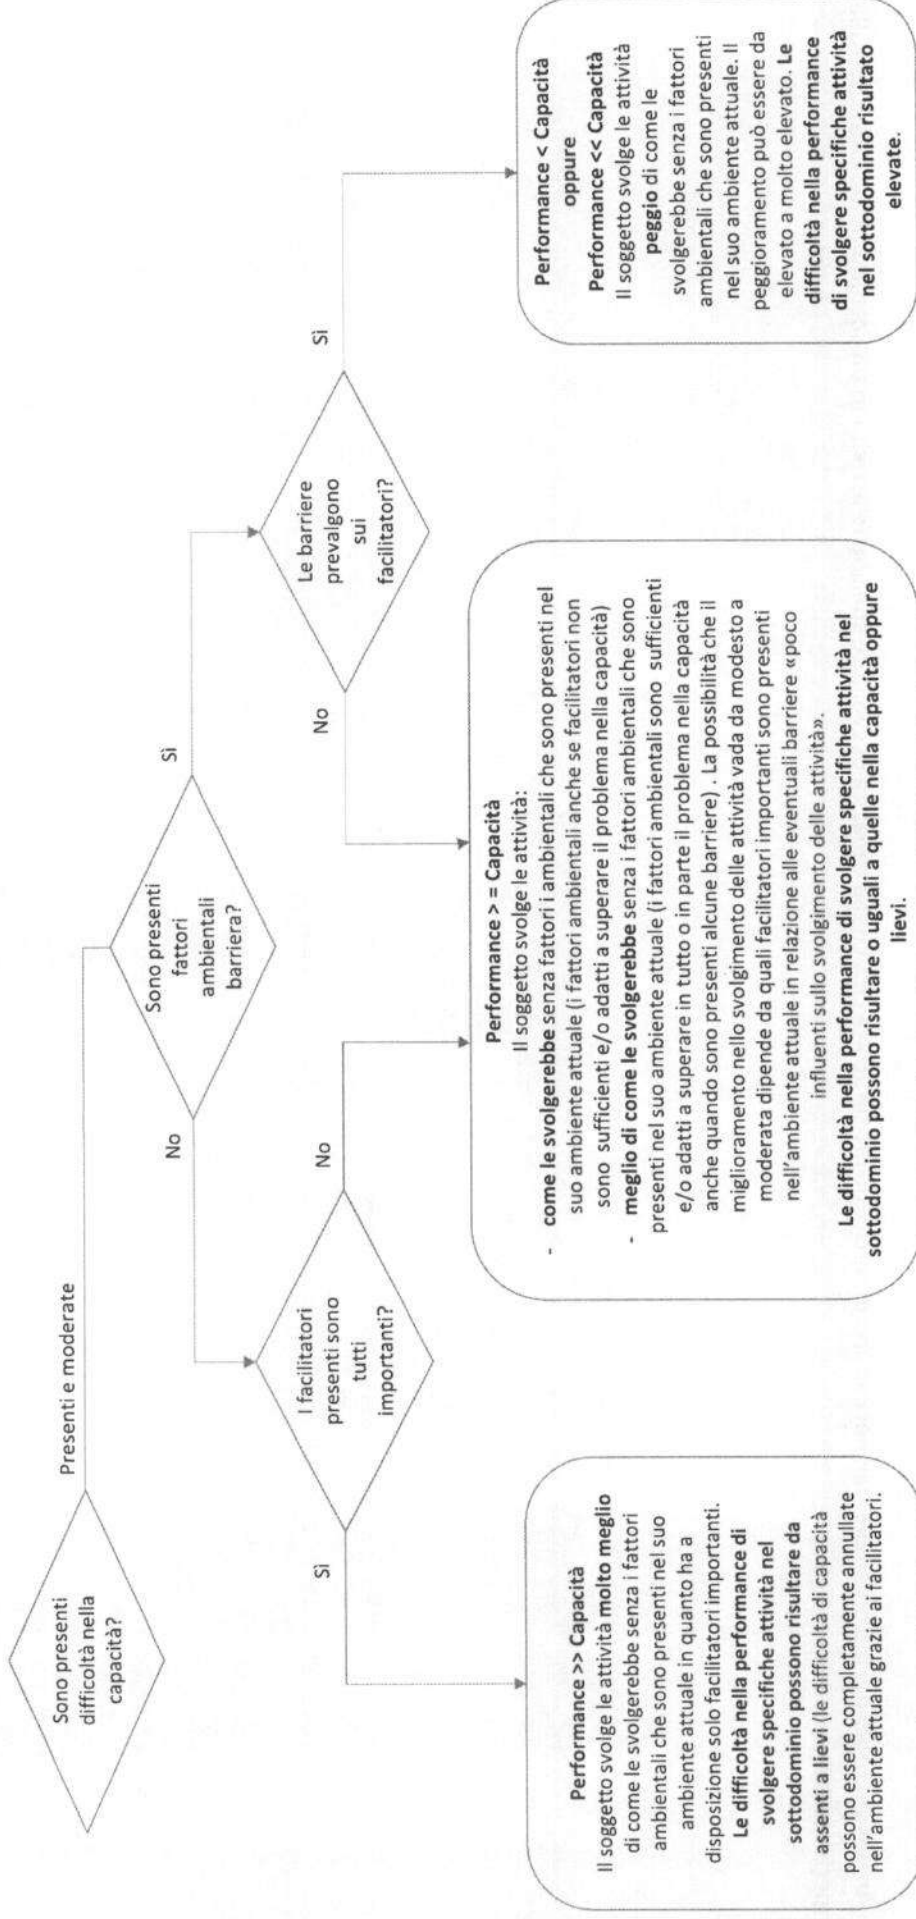 Sono presenti
difficoltà nella
capacità?
Presenti e moderate
Sono presenti
fattori
ambientali
barriera?
No
Sì
I facilitatori
presenti sono
tutti
importanti?
Le barriere
prevalgono
sui
facilitatori?
Sì
No
No
Sì
Performance >> Capacità
Il soggetto svolge le attività molto meglio
di come le svolgerebbe senza i fattori
ambientali che sono presenti nel suo
ambiente attuale in quanto ha a
disposizione solo facilitatori importanti.
Le difficoltà nella performance di
svolgere specifiche attività nel
sottodominio possono risultare da
assenti a lievi (le difficoltà di capacità
possono essere completamente annullate
nell'ambiente attuale grazie ai facilitatori.
Performance > = Capacità
Il soggetto svolge le attività:
- come le svolgerebbe senza fattori i ambientali che sono presenti nel
suo ambiente attuale (i fattori ambientali anche se facilitatori non
sono sufficienti e/o adatti a superare il problema nella capacità)
- meglio di come le svolgerebbe senza i fattori ambientali che sono
presenti nel suo ambiente attuale (i fattori ambientali sono sufficienti
e/o adatti a superare in tutto o in parte il problema nella capacità
anche quando sono presenti alcune barriere) . La possibilità che il
miglioramento nello svolgimento delle attività vada da modesto a
moderata dipende da quali facilitatori importanti sono presenti
nell'ambiente attuale in relazione alle eventuali barriere «poco
influenti sullo svolgimento delle attività».
Le difficoltà nella performance di svolgere specifiche attività nel
sottodominio possono risultare o uguali a quelle nella capacità oppure
lievi.
Performance < Capacità
oppure
Performance << Capacità
Il soggetto svolge le attività
peggio di come le
svolgerebbe senza i fattori
ambientali che sono presenti
nel suo ambiente attuale. Il
peggioramento può essere da
elevato a molto elevato. Le
difficoltà nella performance
di svolgere specifiche attività
nel sottodominio risultato
elevate.